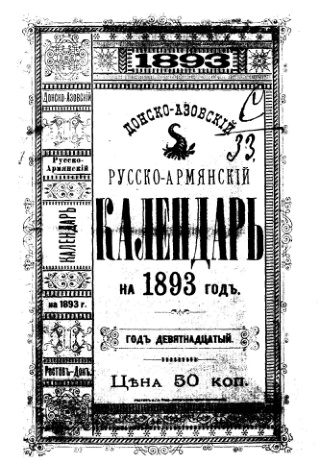 1893
ДОНСКО-АЗОВСКІЙ
РУССКО-АРМЯНСКІЙ
КАЛЕНДАРЬ
НА 1893 ГОДЪ.
ГОДЪ ДЕВЯТНАДЦАТЫЙ.
Цѣна 50 коп.
С
33.
Донско-Азовскій
Русско-
Армянскій
КАЛЕНДАРЬ
на 1893 г.
Ростовъ-Донъ.